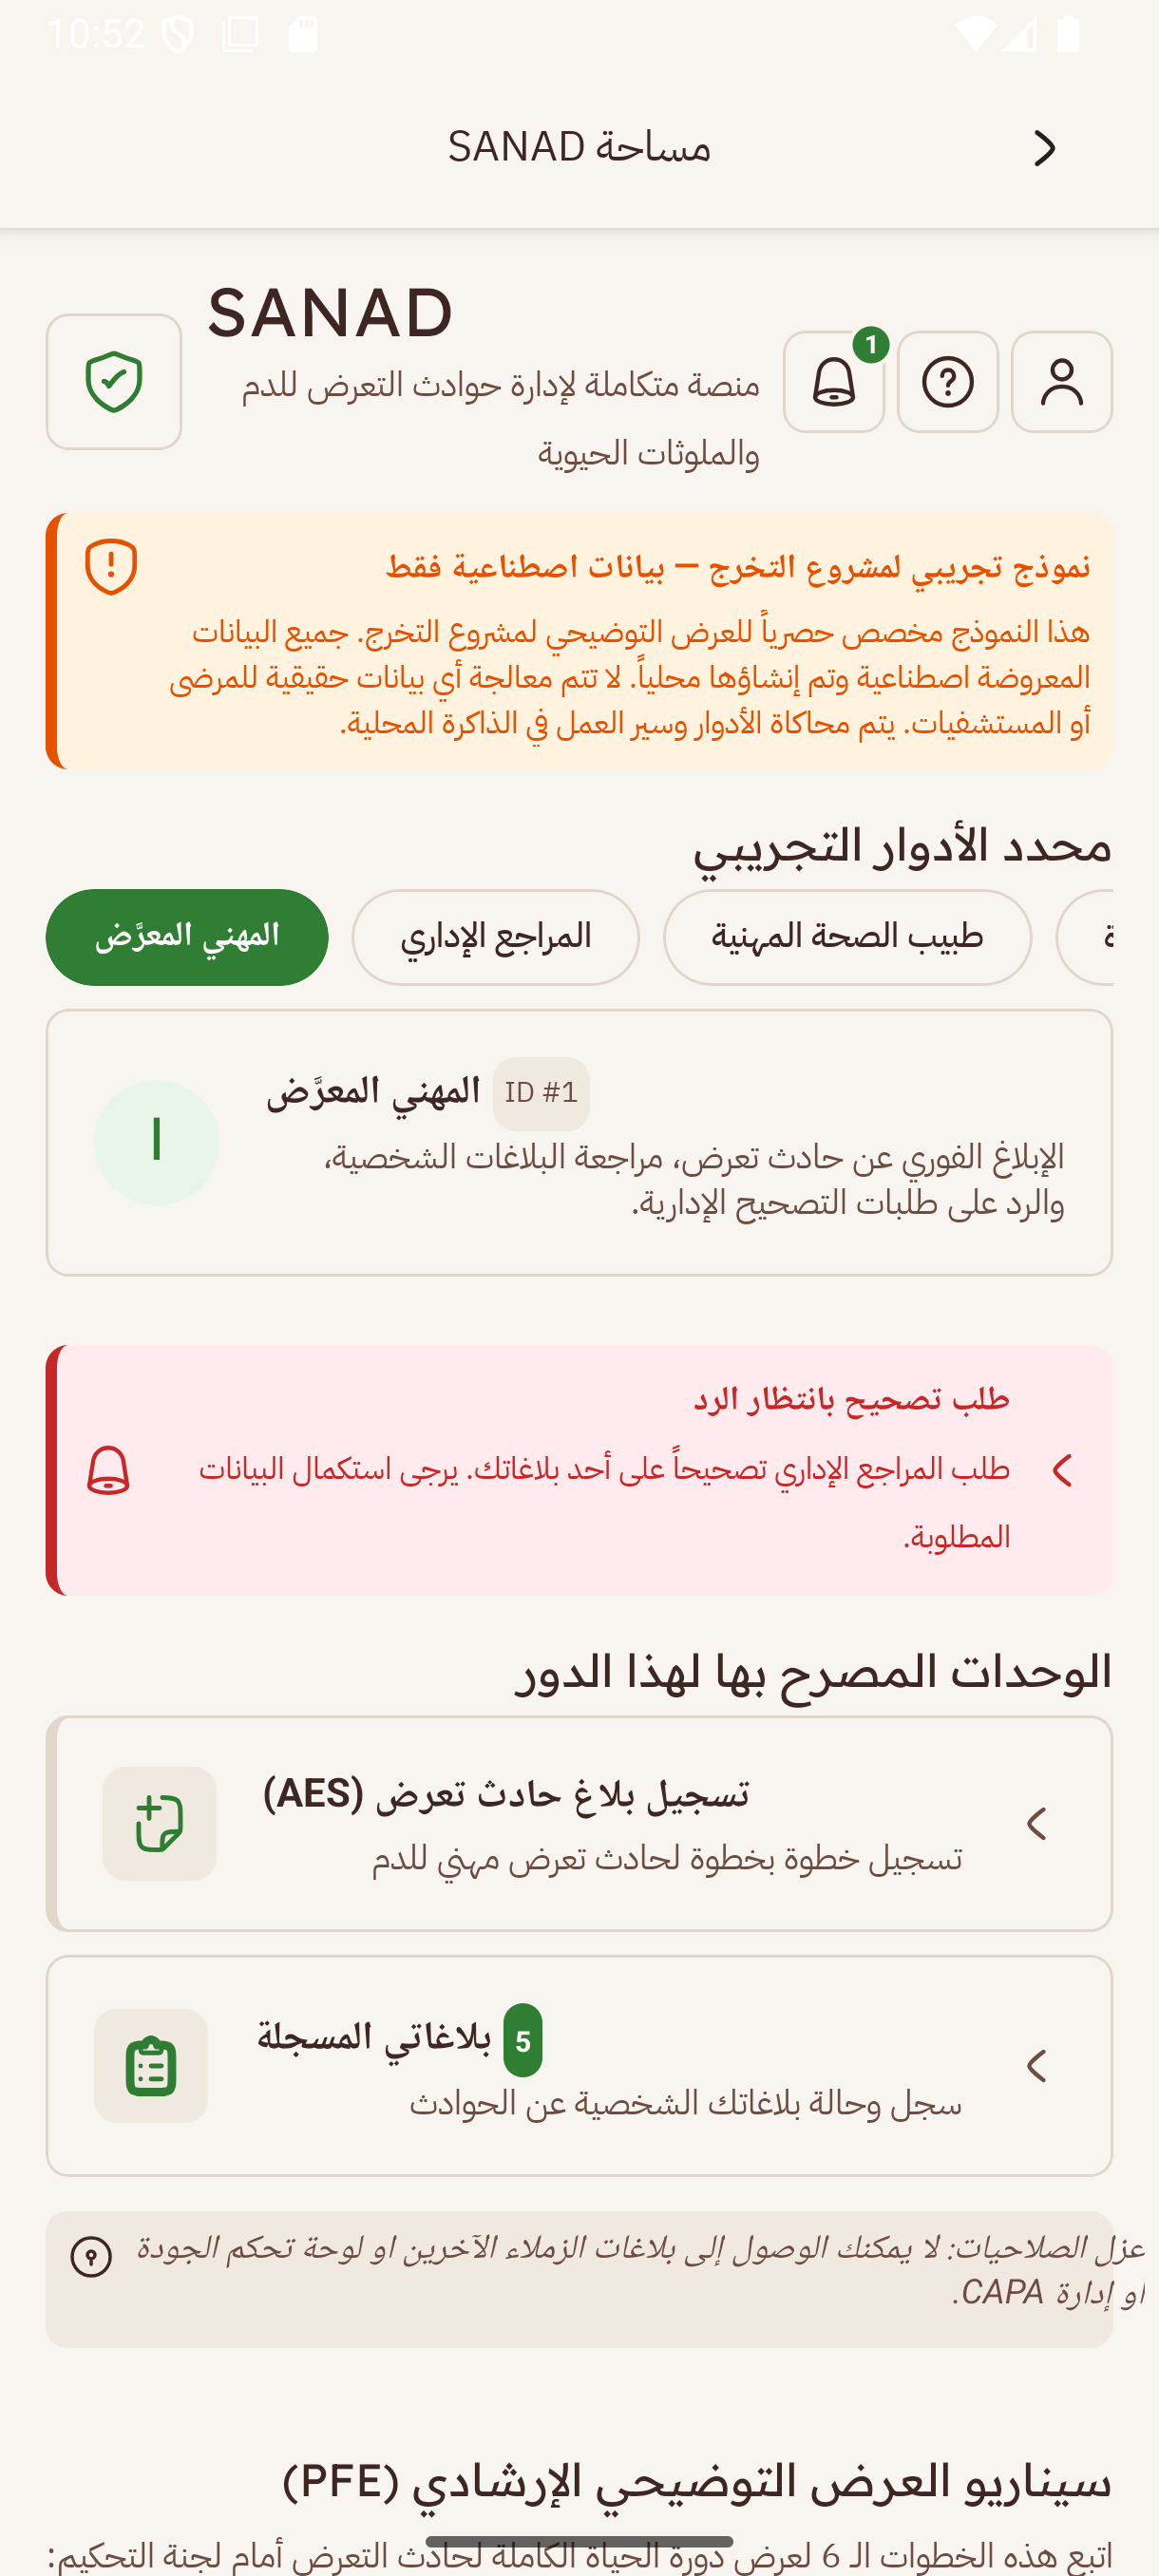 10:52
مساحة SANAD
SANAD
1
منصة متكاملة لإدارة حوادث التعرض للدم
والملوثات الحيوية
نموذج تجريبي لمشروع التخرج — بيانات اصطناعية فقط
هذا النموذج مخصص حصرياً للعرض التوضيحي لمشروع التخرج. جميع البيانات
المعروضة اصطناعية وتم إنشاؤها محلياً. لا تتم معالجة أي بيانات حقيقية للمرضى
أو المستشفيات. يتم محاكاة الأدوار وسير العمل في الذاكرة المحلية.
محدد الأدوار التجريبي
المهني المعرَّض
المراجع الإداري
طبيب الصحة المهنية
ة
ا
المهني المعرَّض
ID #1
الإبلاغ الفوري عن حادث تعرض، مراجعة البلاغات الشخصية،
والرد على طلبات التصحيح الإدارية.
طلب تصحيح بانتظار الرد
طلب المراجع الإداري تصحيحاً على أحد بلاغاتك. يرجى استكمال البيانات
المطلوبة.
الوحدات المصرح بها لهذا الدور
تسجيل بلاغ حادث تعرض (AES)
تسجيل خطوة بخطوة لحادث تعرض مهني للدم
بلاغاتي المسجلة
5
سجل وحالة بلاغاتك الشخصية عن الحوادث
عزل الصلاحيات: لا يمكنك الوصول إلى بلاغات الزملاء الآخرين او لوحة تحكم الجودة
او إدارة CAPA.
سيناريو العرض التوضيحي الإرشادي (PFE)
اتبع هذه الخطوات الـ 6 لعرض دورة الحياة الكاملة لحادث التعرض أمام لجنة التحكيم: